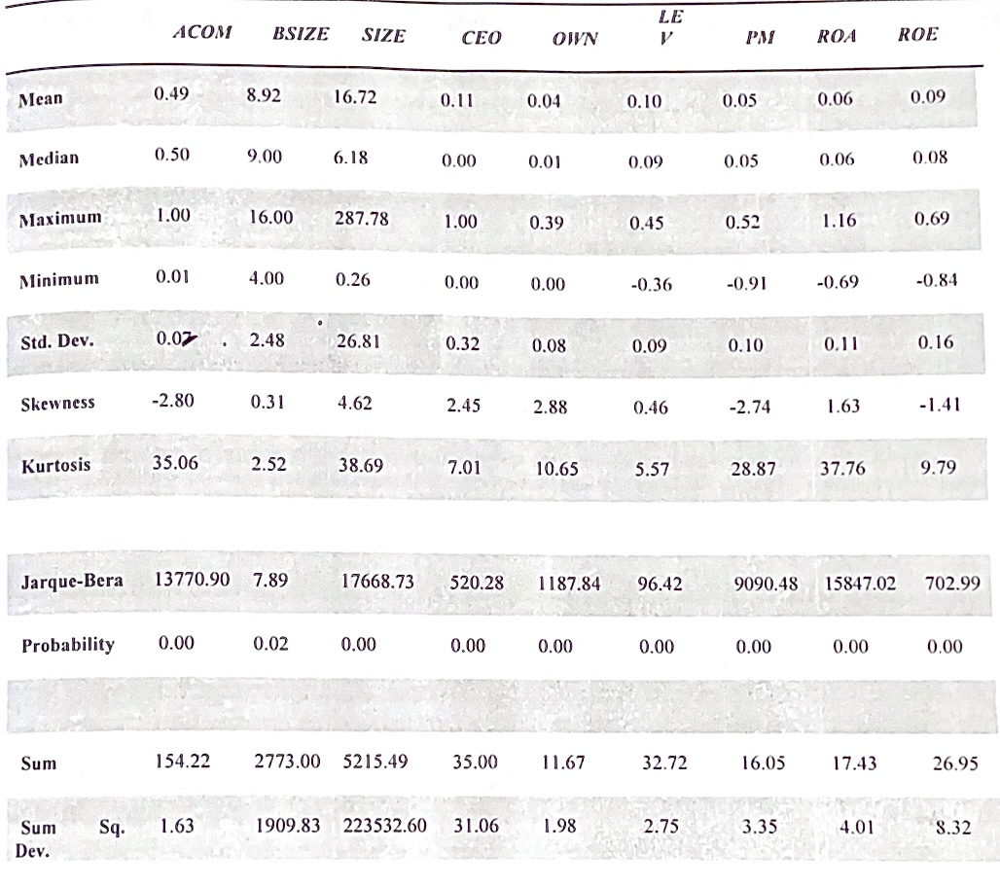 ACOM BSIZE SIZE CEO OWN LE V PM ROA ROE
Mean 0.49 8.92 16.72 0.11 0.04 0.10 0.05 0.06 0.09
Median 0.50 9.00 6.18 0.00 0.01 0.09 0.05 0.06 0.08
Maximum 1.00 16.00 287.78 1.00 0.39 0.45 0.52 1.16 0.69
Minimum 0.01 4.00 0.26 0.00 0.00 -0.36 -0.91 -0.69 -0.84
Std. Dev. 0.07 2.48 26.81 0.32 0.08 0.09 0.10 0.11 0.16
Skewness -2.80 0.31 4.62 2.45 2.88 0.46 -2.74 1.63 -1.41
Kurtosis 35.06 2.52 38.69 7.01 10.65 5.57 28.87 37.76 9.79
Jarque-Bera 13770.90 7.89 17668.73 520.28 1187.84 96.42 9090.48 15847.02 702.99
Probability 0.00 0.02 0.00 0.00 0.00 0.00 0.00 0.00 0.00
Sum 154.22 2773.00 5215.49 35.00 11.67 32.72 16.05 17.43 26.95
Sum Sq. 1.63 1909.83 223532.60 31.06 1.98 2.75 3.35 4.01 8.32
Dev.